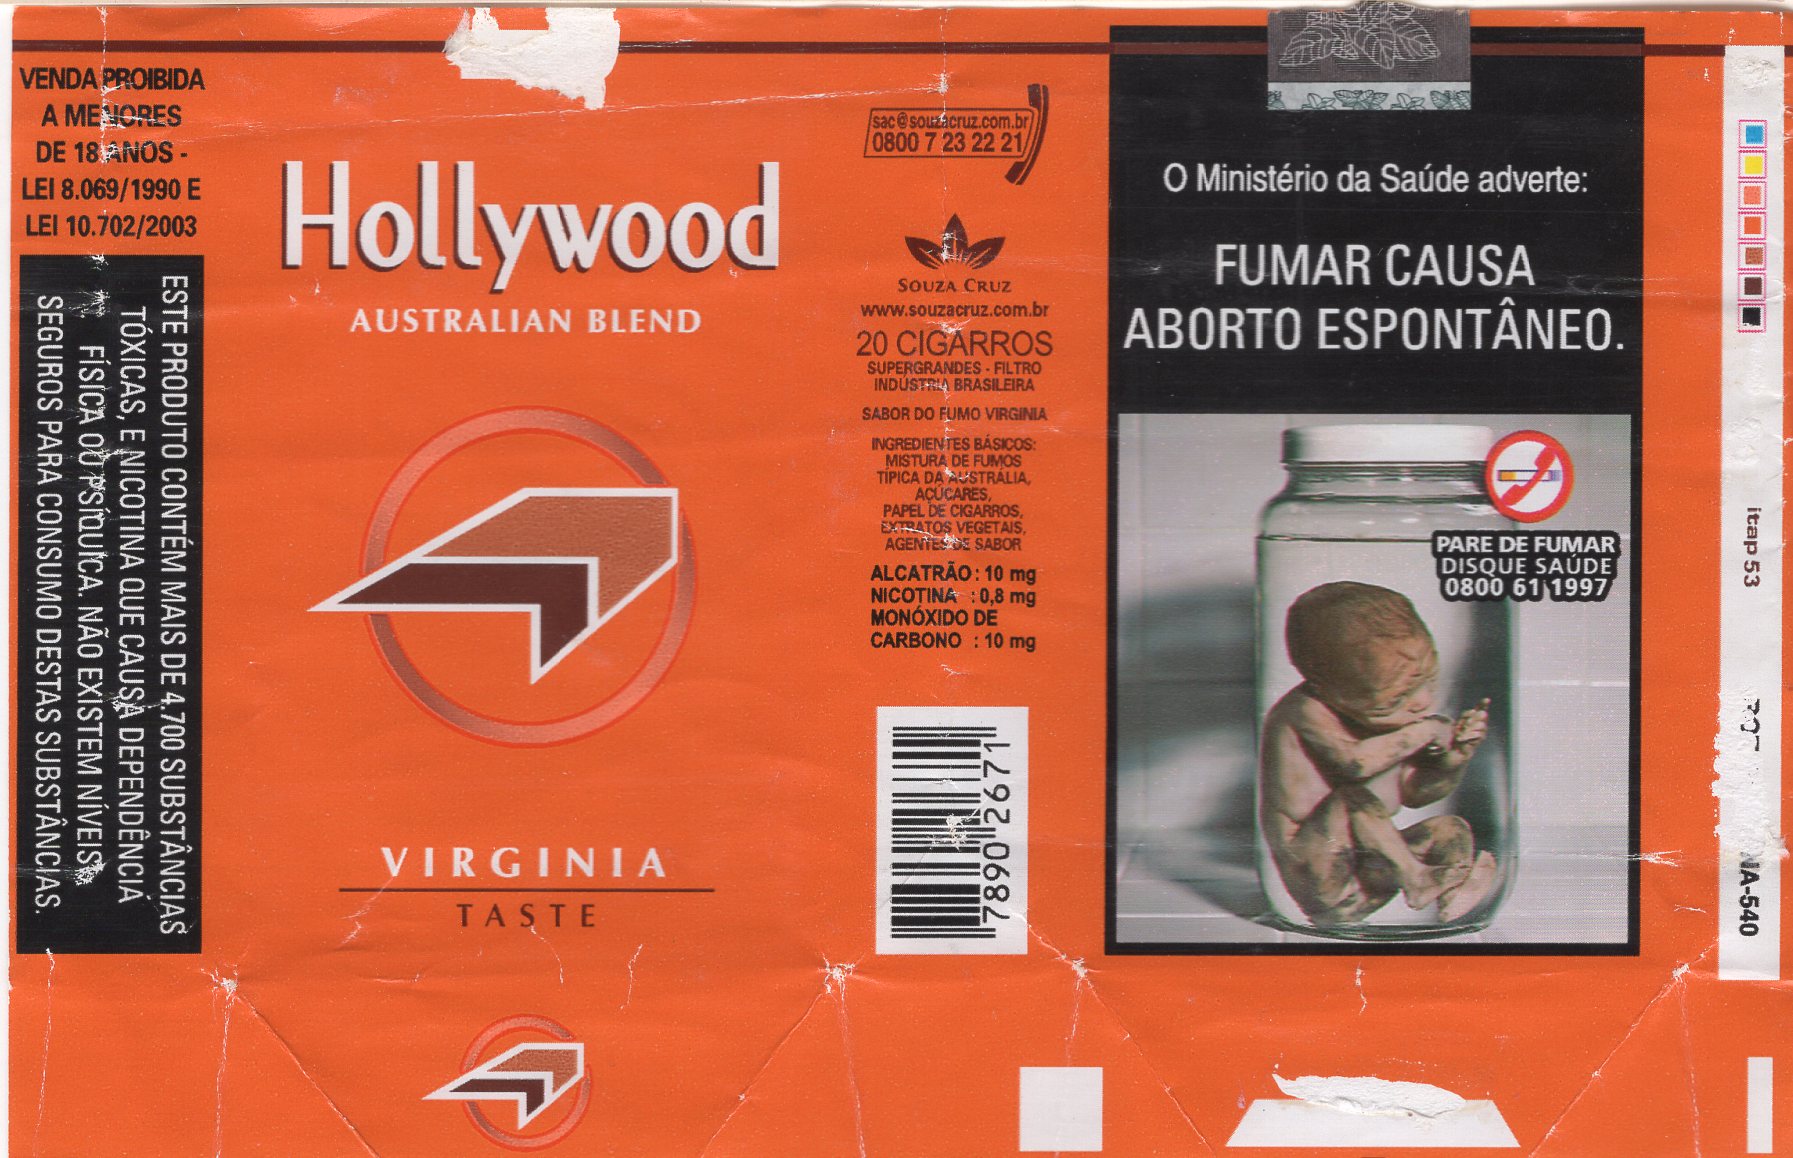 VENDA PROIBIDA
A MENORES
DE 18 ANOS -
LEI 8.069/1990 E
LEI 10.702/2003
ESTE PRODUTO CONTÉM MAIS DE 4.700 SUBSTÂNCIAS
TÓXICAS, E NICOTINA QUE CAUSA DEPENDÊNCIA
FÍSICA OU PSÍQUICA. NÃO EXISTEM NÍVEIS
SEGUROS PARA CONSUMO DESTAS SUBSTÂNCIAS.
Hollywood
AUSTRALIAN BLEND
VIRGINIA
TASTE
sac@souzacruz.com.br
0800 7 23 22 21
SOUZA CRUZ
www.souzacruz.com.br
20 CIGARROS
SUPERGRANDES - FILTRO
INDÚSTRIA BRASILEIRA
SABOR DO FUMO VIRGINIA
INGREDIENTES BÁSICOS:
MISTURA DE FUMOS
TÍPICA DA AUSTRÁLIA,
AÇÚCARES,
PAPEL DE CIGARROS,
EXTRATOS VEGETAIS,
AGENTES DE SABOR
ALCATRÃO : 10 mg
NICOTINA : 0,8 mg
MONÓXIDO DE
CARBONO : 10 mg
78902671
O Ministério da Saúde adverte:
FUMAR CAUSA
ABORTO ESPONTÂNEO.
PARE DE FUMAR
DISQUE SAÚDE
0800 61 1997
itap 53
NA-540